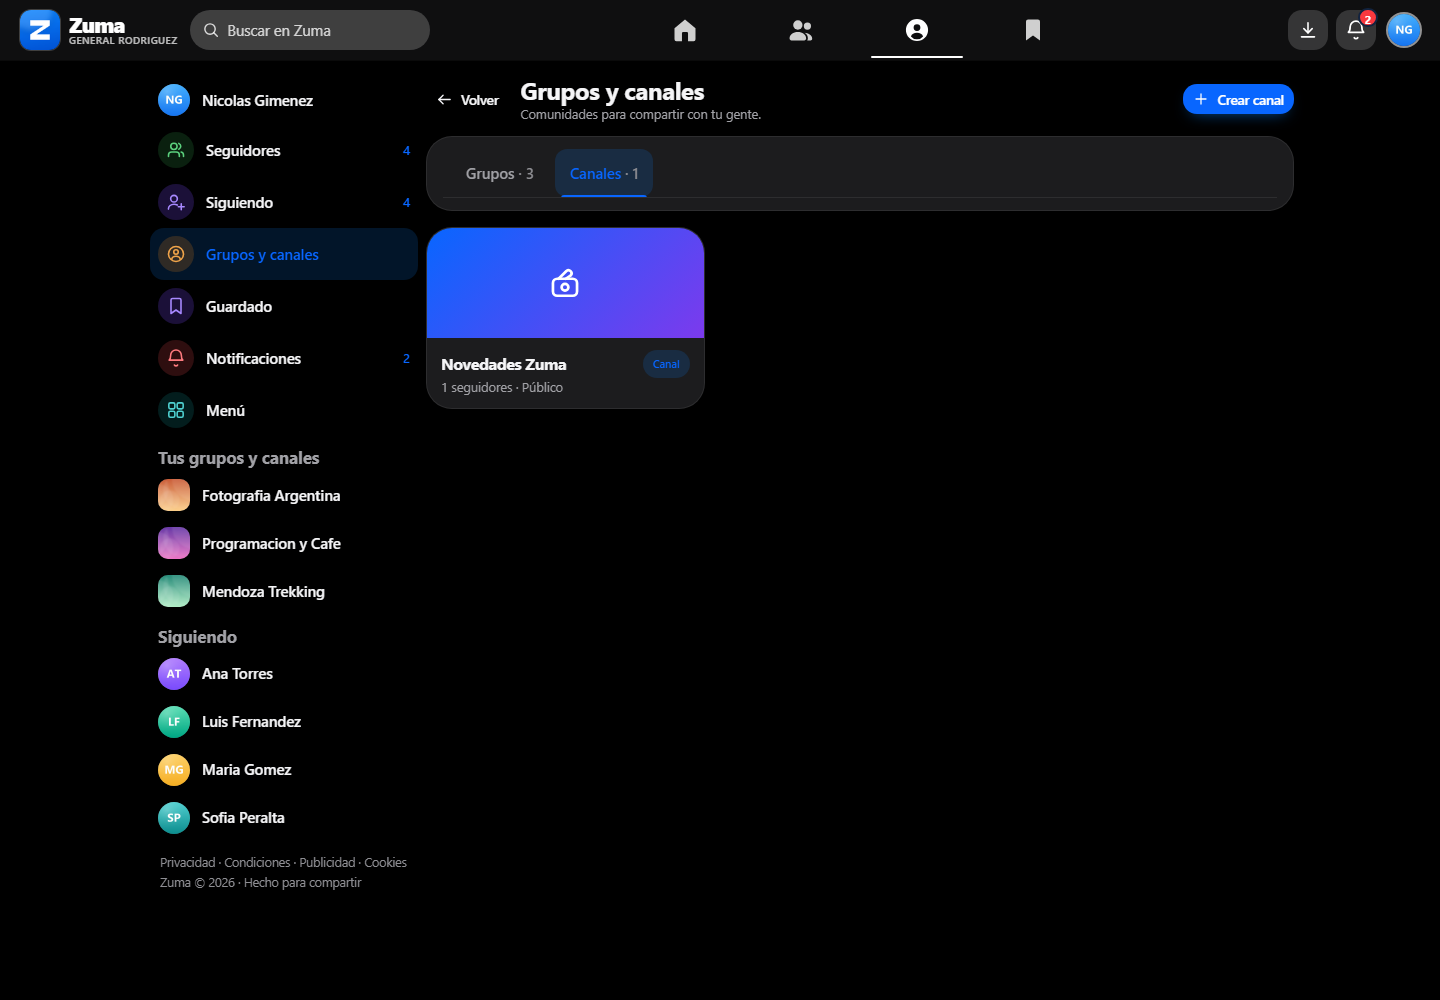 Z Zuma
GENERAL RODRIGUEZ
Buscar en Zuma
2
NG
NG Nicolas Gimenez
Seguidores 4
Siguiendo 4
Grupos y canales
Guardado
Notificaciones 2
Menú
Tus grupos y canales
Fotografia Argentina
Programacion y Cafe
Mendoza Trekking
Siguiendo
AT Ana Torres
LF Luis Fernandez
MG Maria Gomez
SP Sofia Peralta
Privacidad · Condiciones · Publicidad · Cookies
Zuma © 2026 · Hecho para compartir
Volver
Grupos y canales
Comunidades para compartir con tu gente.
Crear canal
Grupos · 3
Canales · 1
Novedades Zuma
Canal
1 seguidores · Público